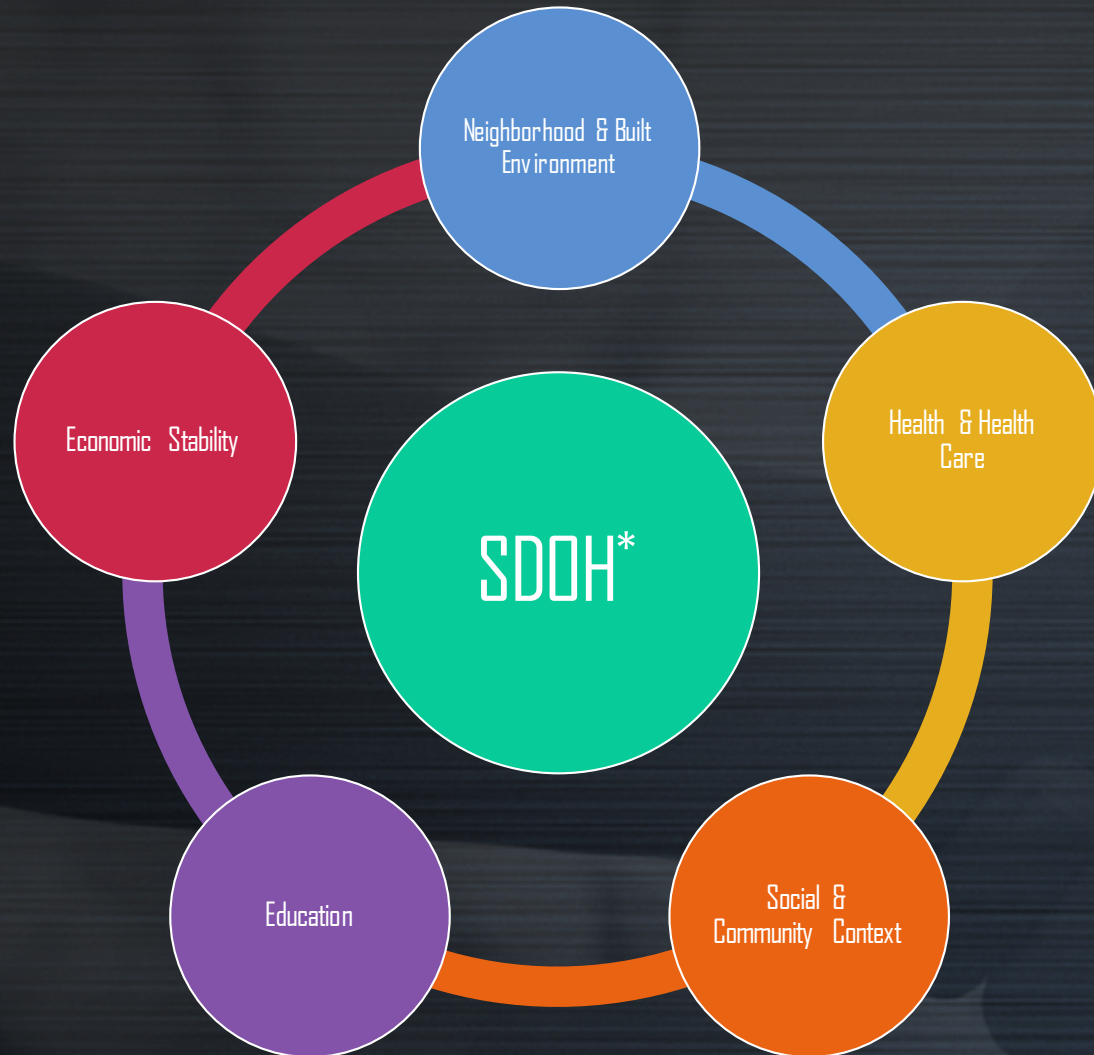 Neighborhood & Built
Environment
Health & Health
Care
Economic Stability
SDOH*
Social &
Community Context
Education